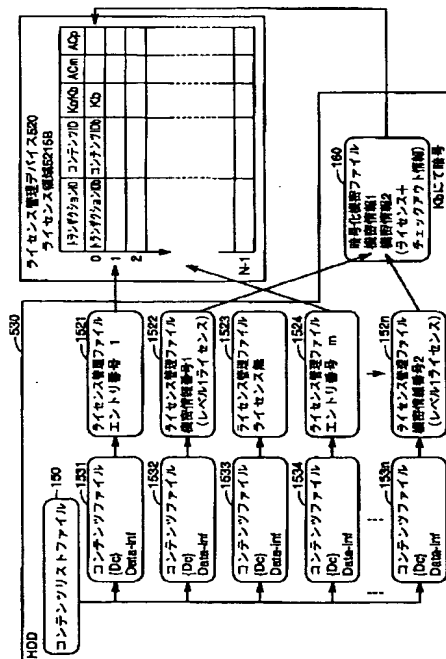 HDD
530
ライセンス管理デバイス520
ライセンス領域5215B
トランザクションID コンテンツID Kc/Kb ACm ACp
0 トランザクションIDb コンテンツIDb Kb
1
2
N-1
150
コンテンツリストファイル
1531
コンテンツファイル
{Dc}
Data-inf
1521
ライセンス管理ファイル
エントリ番号 1
1532
コンテンツファイル
{Dc}
Data-inf
1522
ライセンス管理ファイル
機密情報番号1
(レベル1ライセンス)
1533
コンテンツファイル
{Dc}
Data-inf
1523
ライセンス管理ファイル
ライセンス無
1534
コンテンツファイル
{Dc}
Data-inf
1524
ライセンス管理ファイル
エントリ番号 m
153n
コンテンツファイル
{Dc}
Data-inf
152n
ライセンス管理ファイル
機密情報番号2
(レベル1ライセンス)
160
暗号化機密ファイル
機密情報1
機密情報2
(ライセンス+
チェックアウト情報)
Kbにて暗号